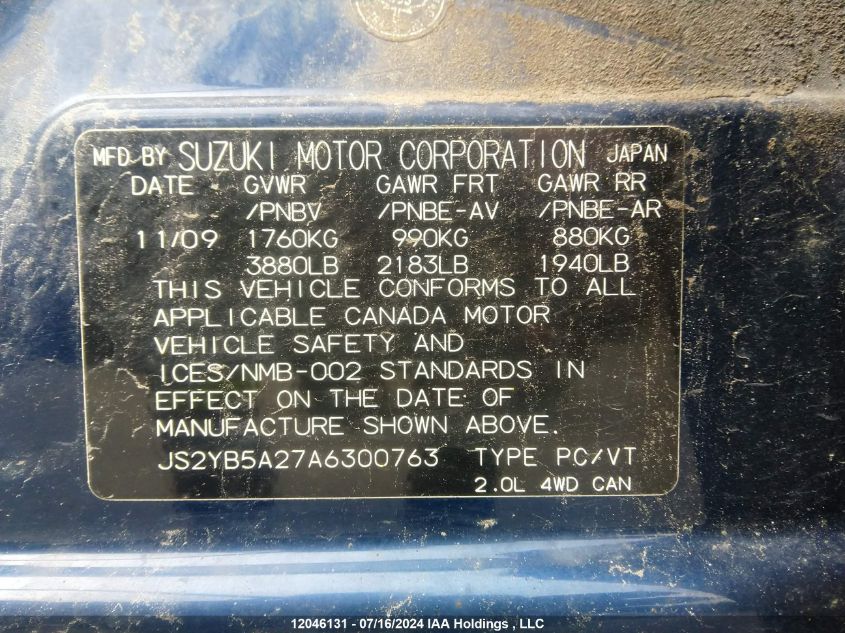 MFD BY SUZUKI MOTOR CORPORATION JAPAN
DATE GVWR GAWR FRT GAWR RR
/PNBV /PNBE-AV /PNBE-AR
11/09 1760KG 990KG 880KG
3880LB 2183LB 1940LB
THIS VEHICLE CONFORMS TO ALL
APPLICABLE CANADA MOTOR
VEHICLE SAFETY AND
ICES/NMB-002 STANDARDS IN
EFFECT ON THE DATE OF
MANUFACTURE SHOWN ABOVE.
JS2YB5A27A6300763 TYPE PC/VT
2.0L 4WD CAN
12046131 - 07/16/2024 IAA Holdings , LLC